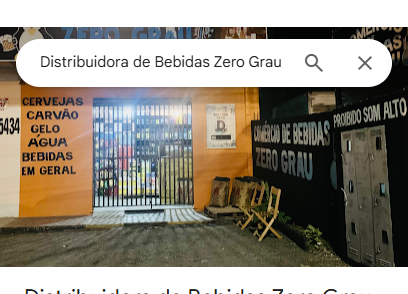 ZERO GRAU
Distribuidora de Bebidas Zero Grau
CERVEJAS
CARVÃO
GELO
ÁGUA
BEBIDAS
EM GERAL
5434
COMÉRCIO DE BEBIDAS
ZERO GRAU
PROIBIDO SOM ALTO
Distribuidora de Bebidas Zero Grau